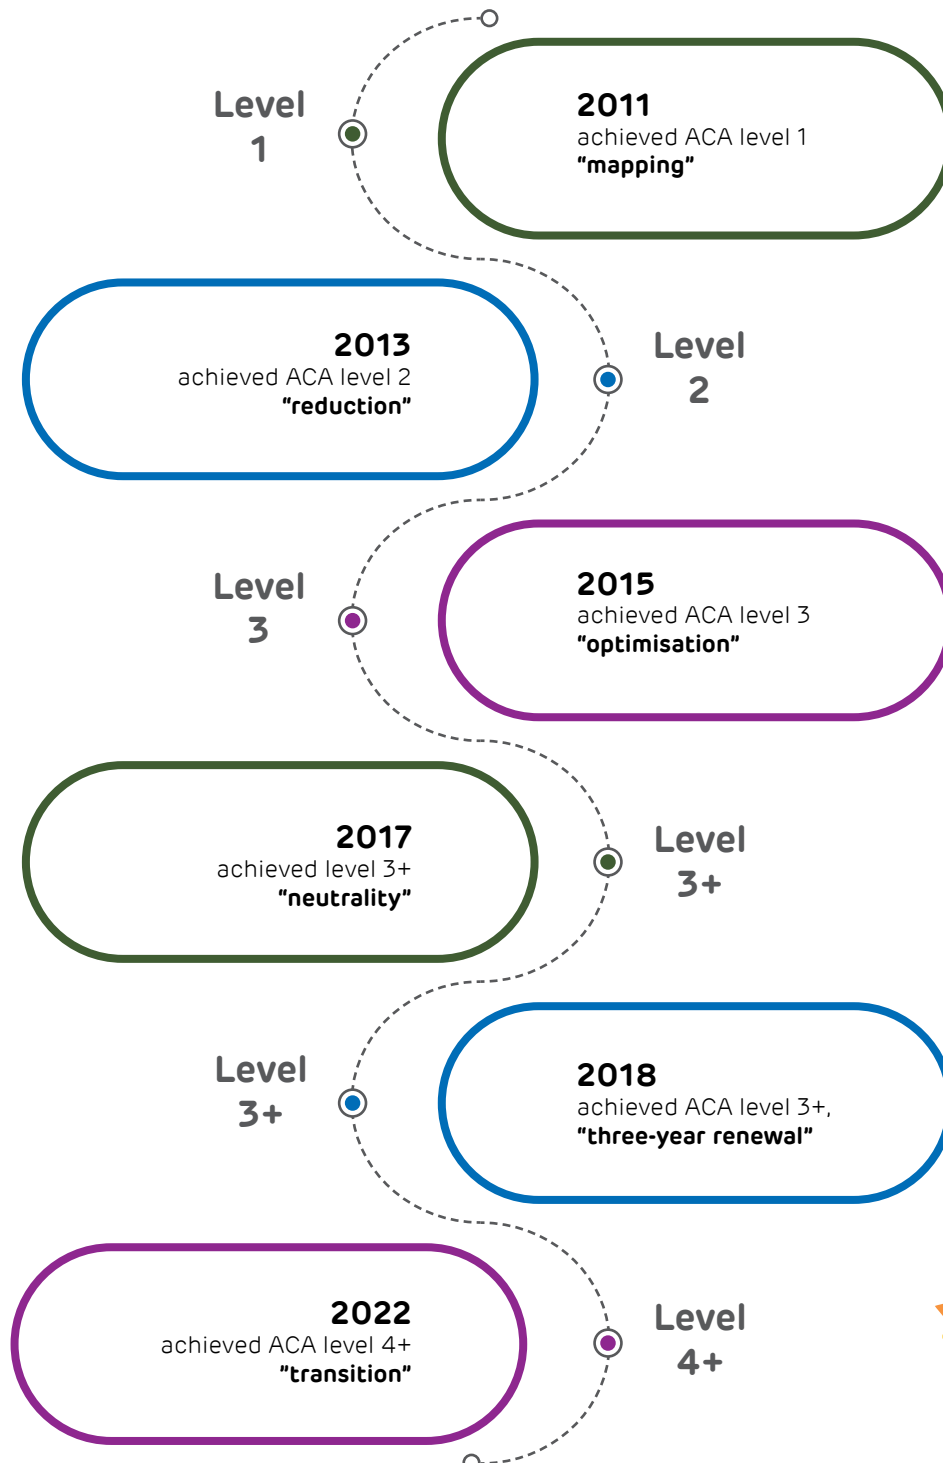 Level
1
2011
achieved ACA level 1
“mapping”
2013
achieved ACA level 2
“reduction”
Level
2
Level
3
2015
achieved ACA level 3
“optimisation”
2017
achieved level 3+
“neutrality”
Level
3+
Level
3+
2018
achieved ACA level 3+,
“three-year renewal”
2022
achieved ACA level 4+
“transition”
Level
4+